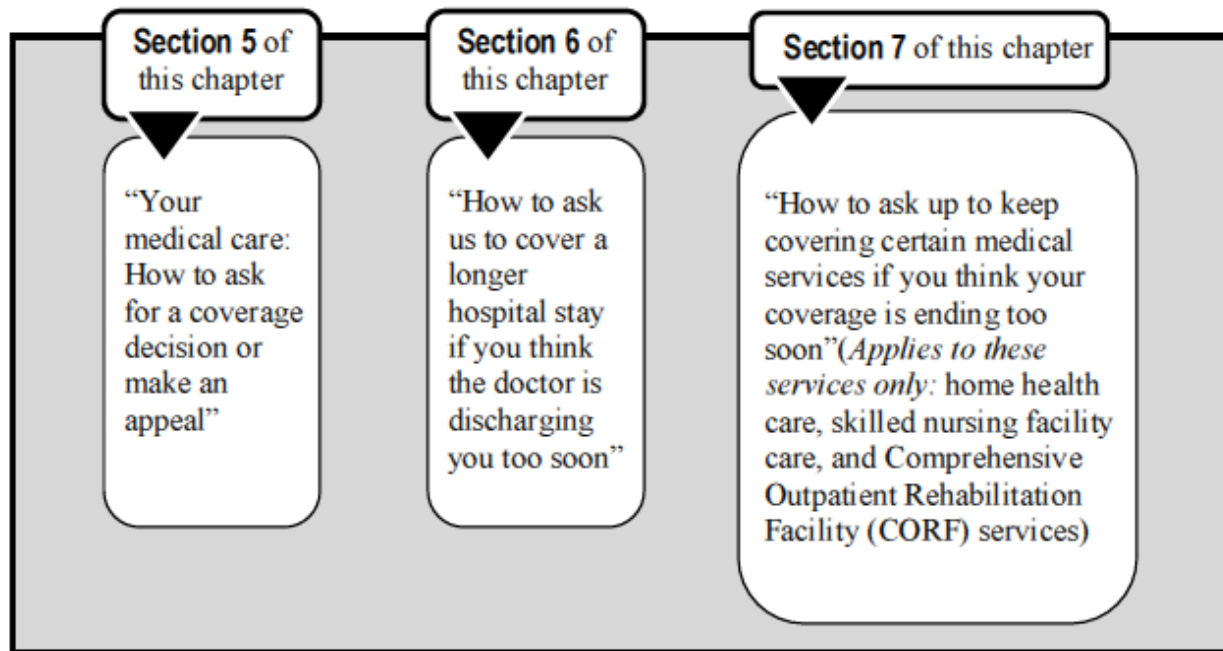 Section 5 of
this chapter
“Your
medical care:
How to ask
for a coverage
decision or
make an
appeal”
Section 6 of
this chapter
“How to ask
us to cover a
longer
hospital stay
if you think
the doctor is
discharging
you too soon”
Section 7 of this chapter
“How to ask up to keep
covering certain medical
services if you think your
coverage is ending too
soon”(Applies to these
services only: home health
care, skilled nursing facility
care, and Comprehensive
Outpatient Rehabilitation
Facility (CORF) services)